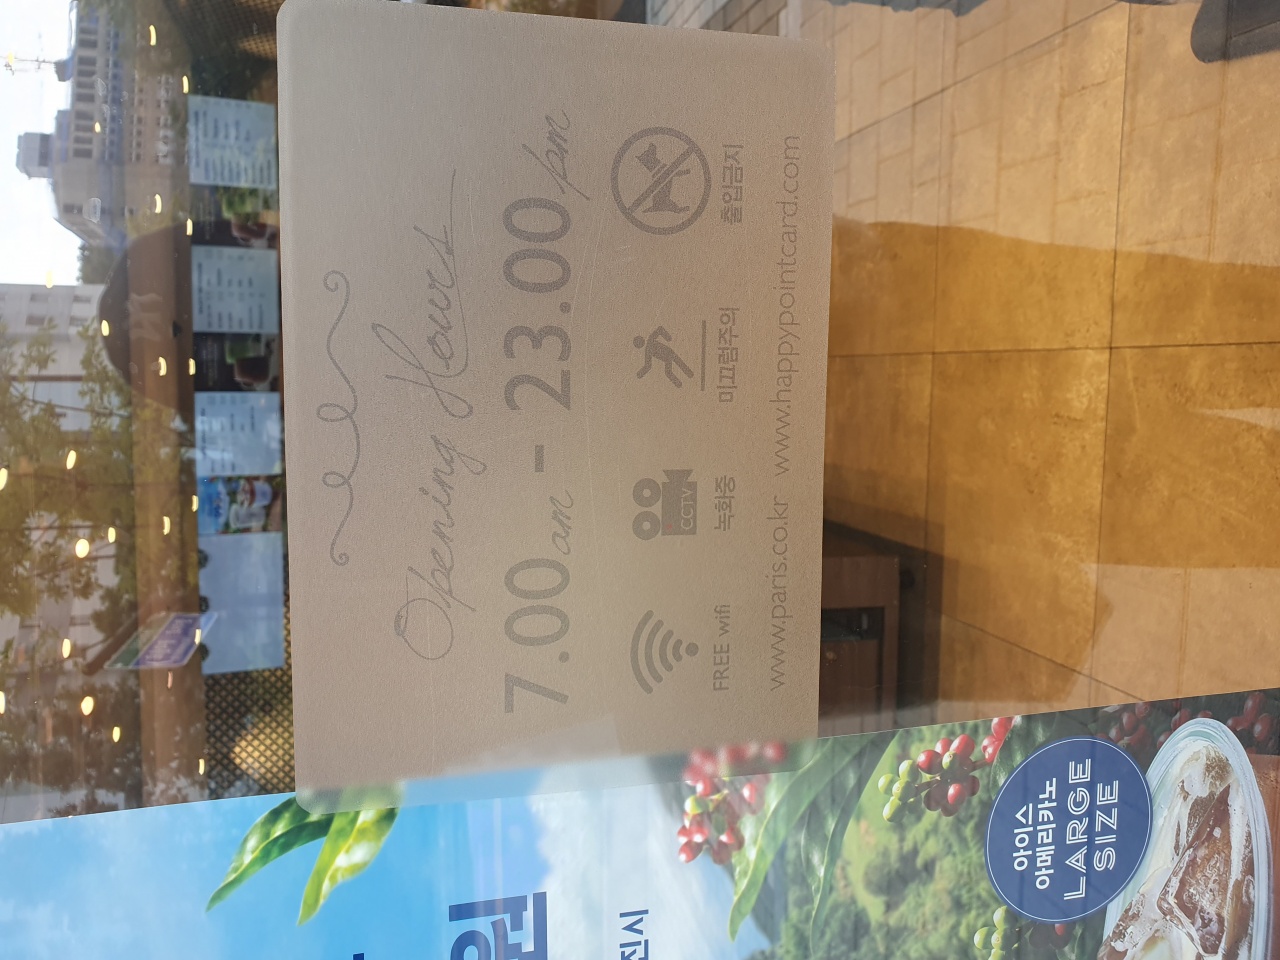 Opening Hours
7.00am - 23.00pm
CCTV
FREE wifi 녹화중 미끄럼주의 출입금지
www.paris.co.kr www.happypointcard.com
아이스
아메리카노
LARGE
SIZE